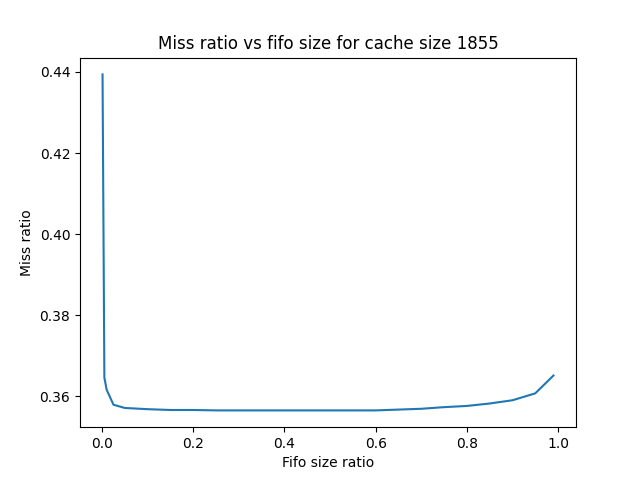 Miss ratio vs fifo size for cache size 1855
0.44
0.42
0.40
0.38
0.36
Miss ratio
0.0 0.2 0.4 0.6 0.8 1.0
Fifo size ratio